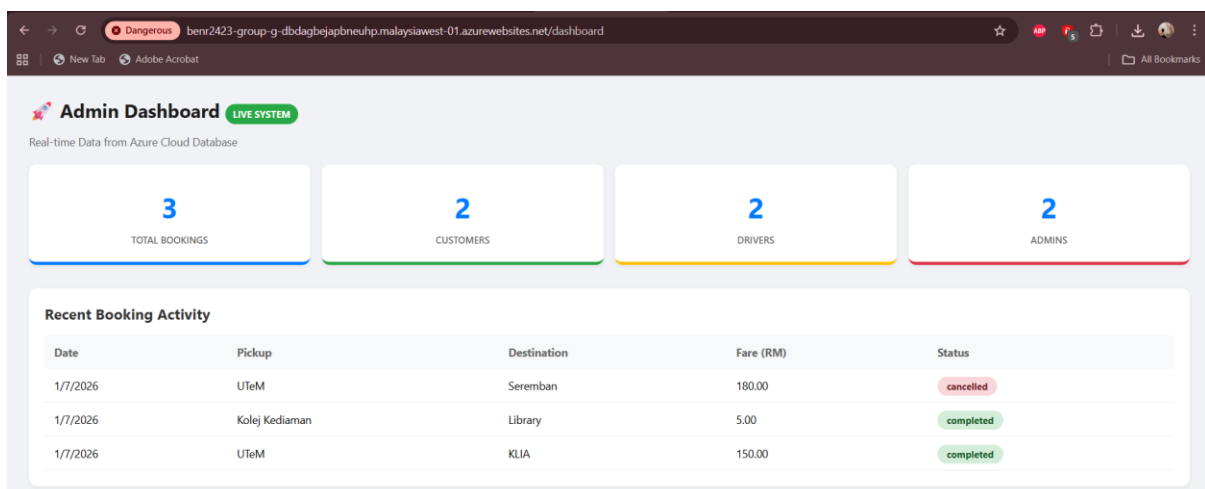 Dangerous benr2423-group-g-dbdagbejapbneuhp.malaysiawest-01.azurewebsites.net/dashboard ABP 5
New Tab Adobe Acrobat All Bookmarks
Admin Dashboard LIVE SYSTEM
Real-time Data from Azure Cloud Database
3 2 2 2
TOTAL BOOKINGS CUSTOMERS DRIVERS ADMINS
Recent Booking Activity
Date Pickup Destination Fare (RM) Status
1/7/2026 UTeM Seremban 180.00 cancelled
1/7/2026 Kolej Kediaman Library 5.00 completed
1/7/2026 UTeM KLIA 150.00 completed